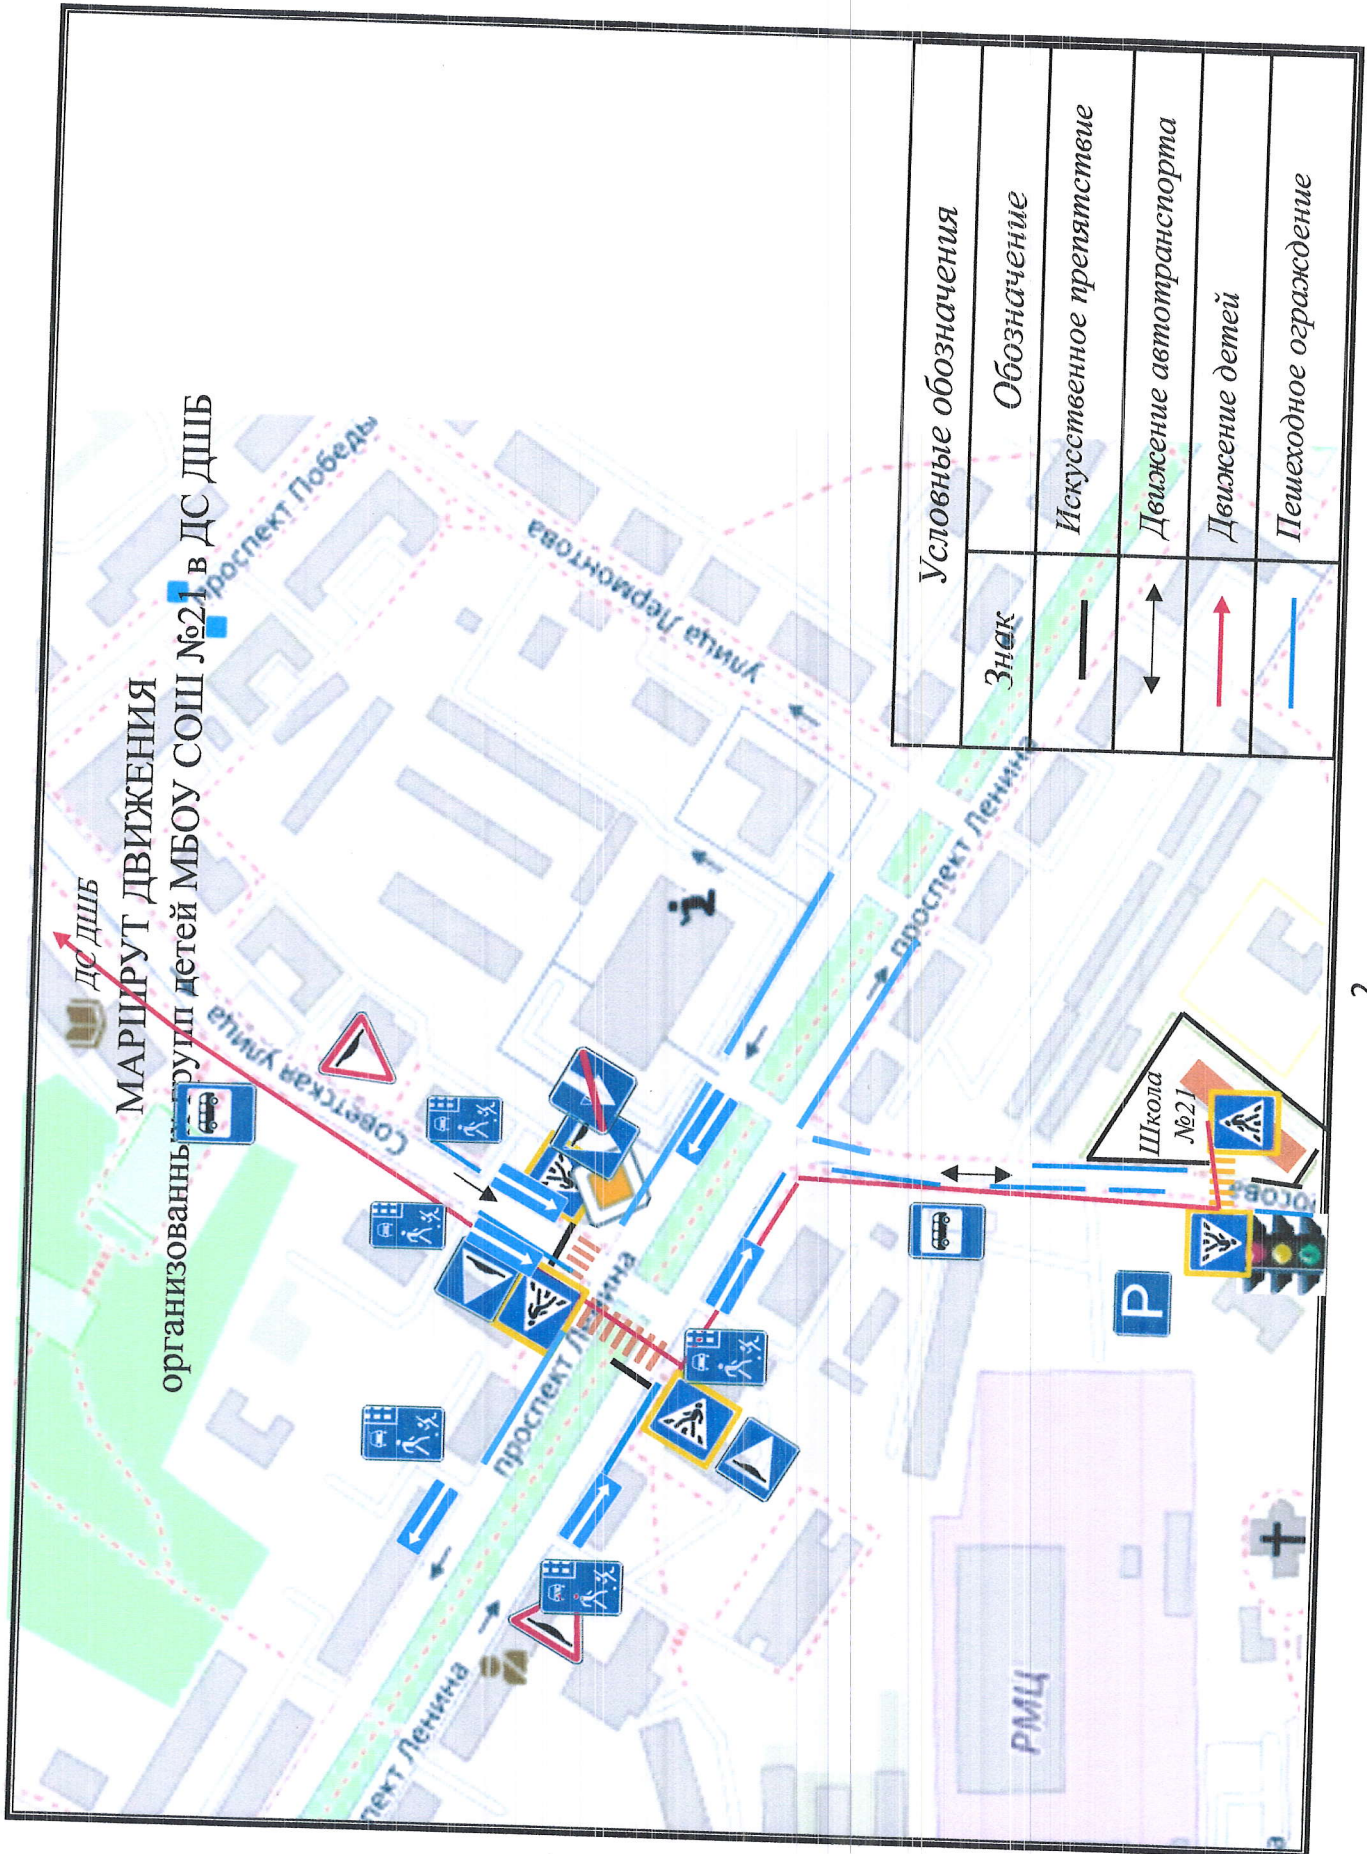 МАРШРУТ ДВИЖЕНИЯ
организованных групп детей МБОУ СОШ №21 в ДС ДШБ
ДС ДШБ
проспект Победы
Советская улица
улица Лермонтова
проспект Ленина
проспект Ленина
пект Ленина
Школа
№21
осова
P
РМЦ
Условные обозначения
Знак Обозначение
Искусственное препятствие
Движение автотранспорта
Движение детей
Пешеходное ограждение
2